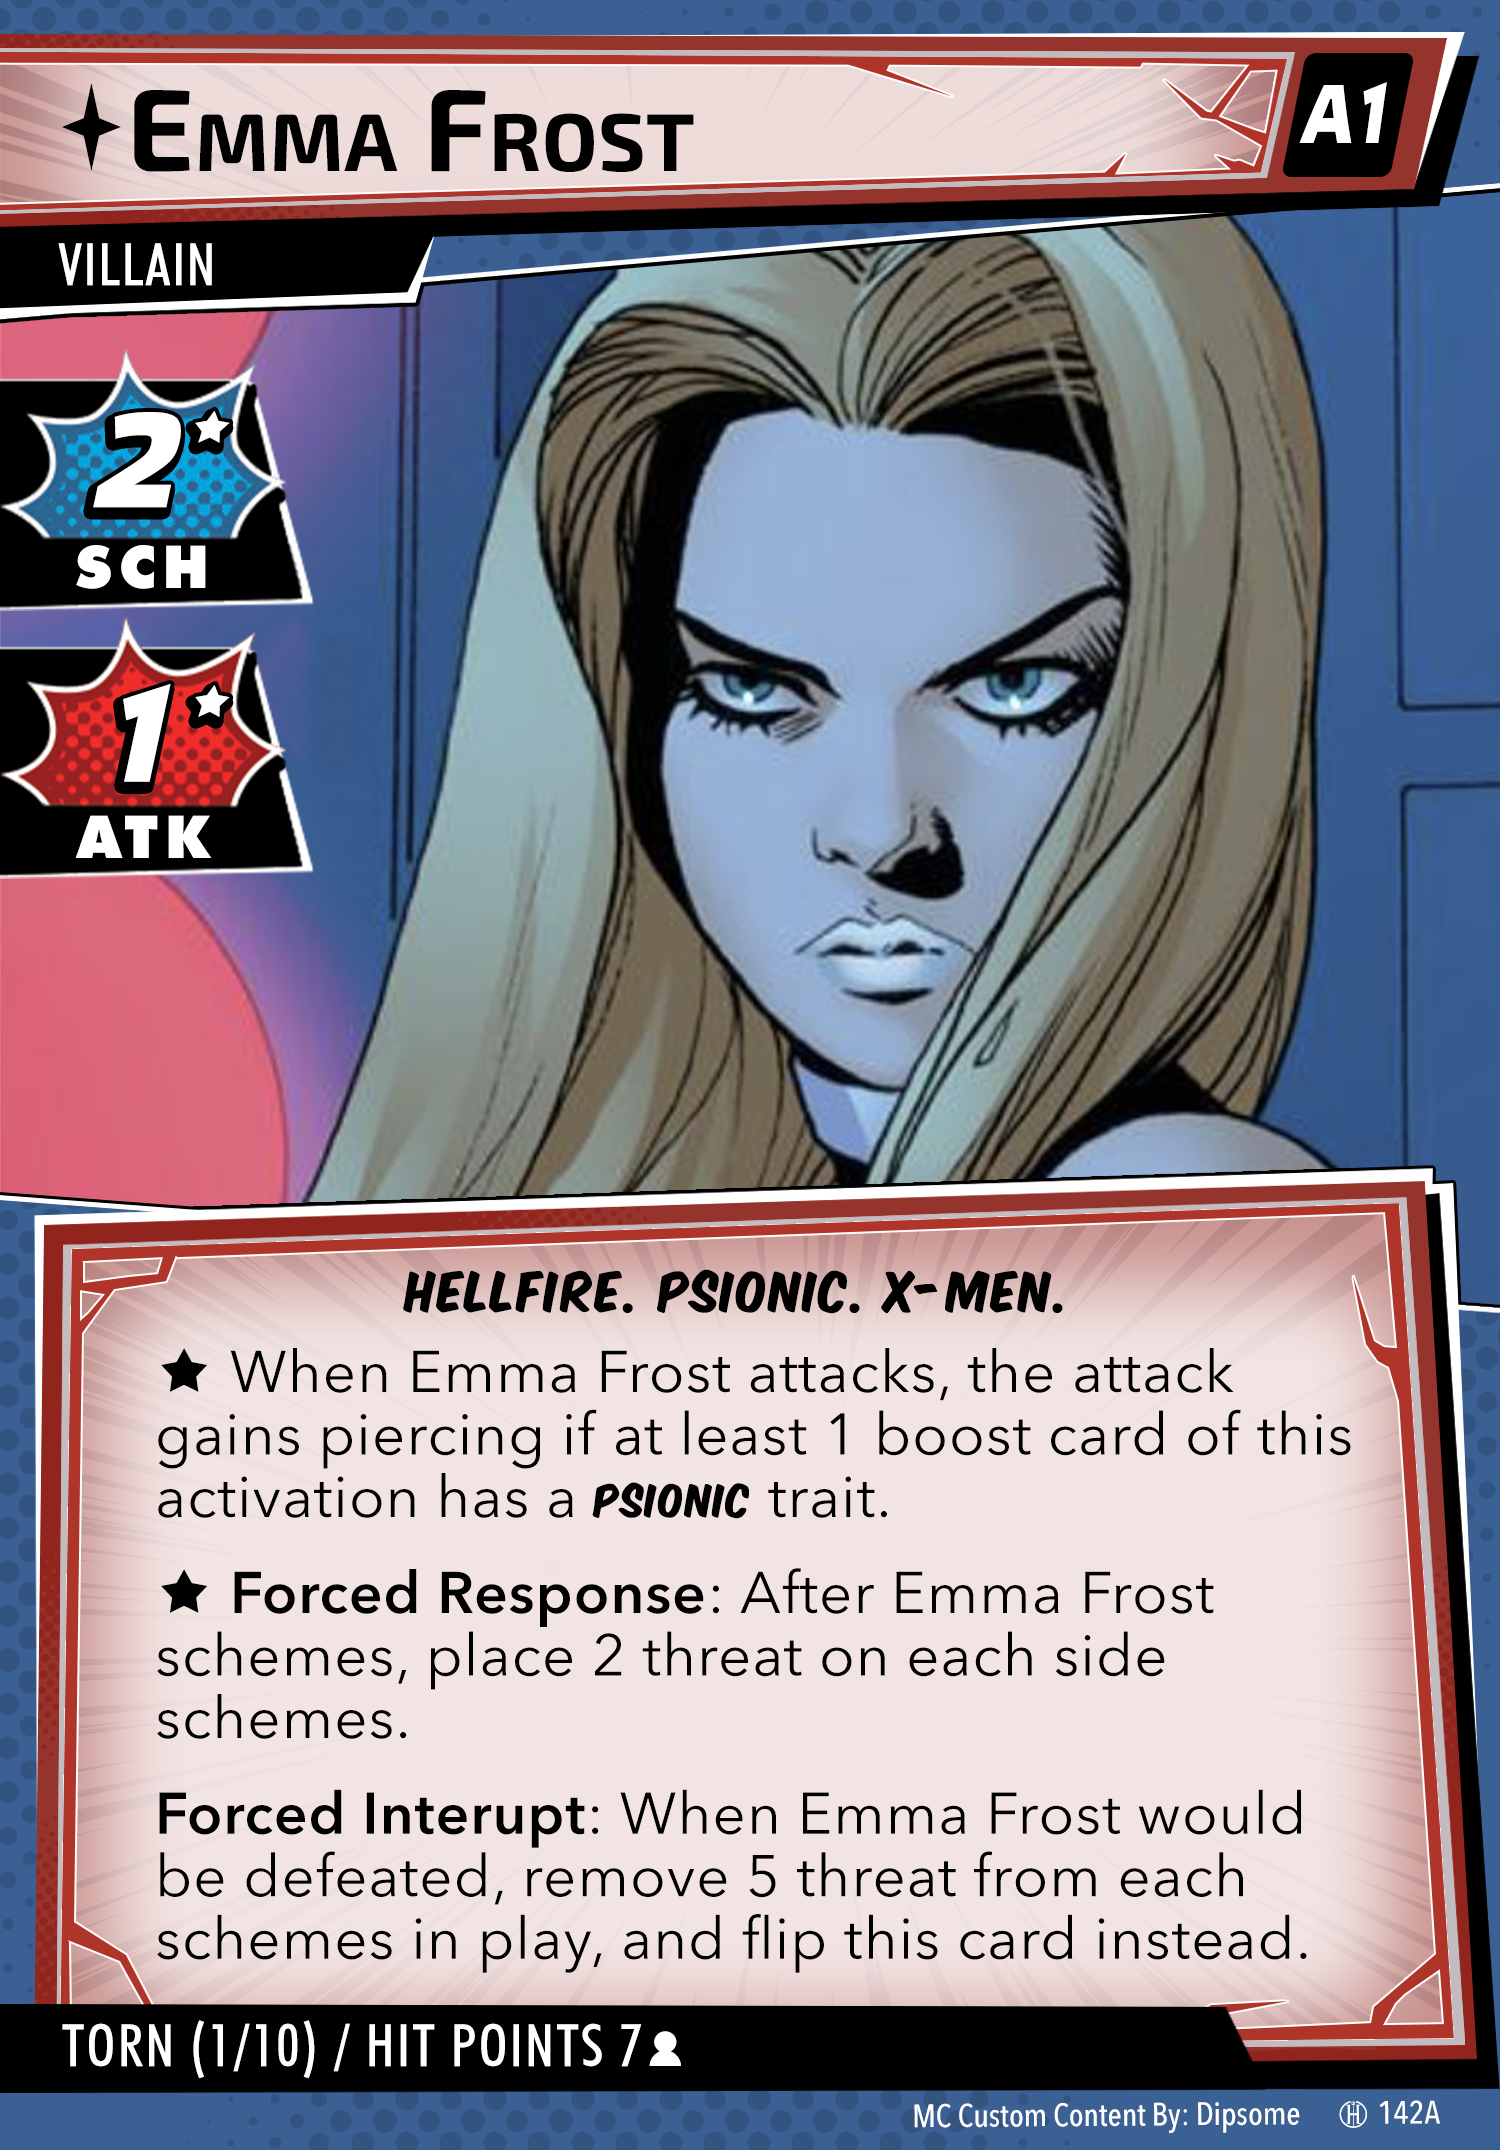 EMMA FROST
A1
VILLAIN
2
SCH
1
ATK
HELLFIRE. PSIONIC. X-MEN.
★ When Emma Frost attacks, the attack
gains piercing if at least 1 boost card of this
activation has a PSIONIC trait.
★ Forced Response: After Emma Frost
schemes, place 2 threat on each side
schemes.
Forced Interupt: When Emma Frost would
be defeated, remove 5 threat from each
schemes in play, and flip this card instead.
TORN (1/10) / HIT POINTS 7
MC Custom Content By: Dipsome 142A